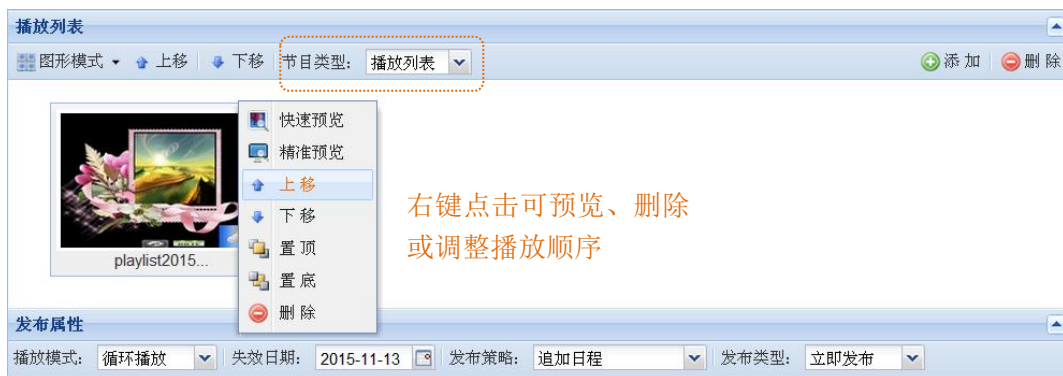 播放列表
图形模式 上移 下移 节目类型： 播放列表 添加 删除
快速预览
精准预览
上移
下移
置顶
置底
删除
playlist2015...
右键点击可预览、删除
或调整播放顺序
发布属性
播放模式： 循环播放 失效日期： 2015-11-13 发布策略： 追加日程 发布类型： 立即发布